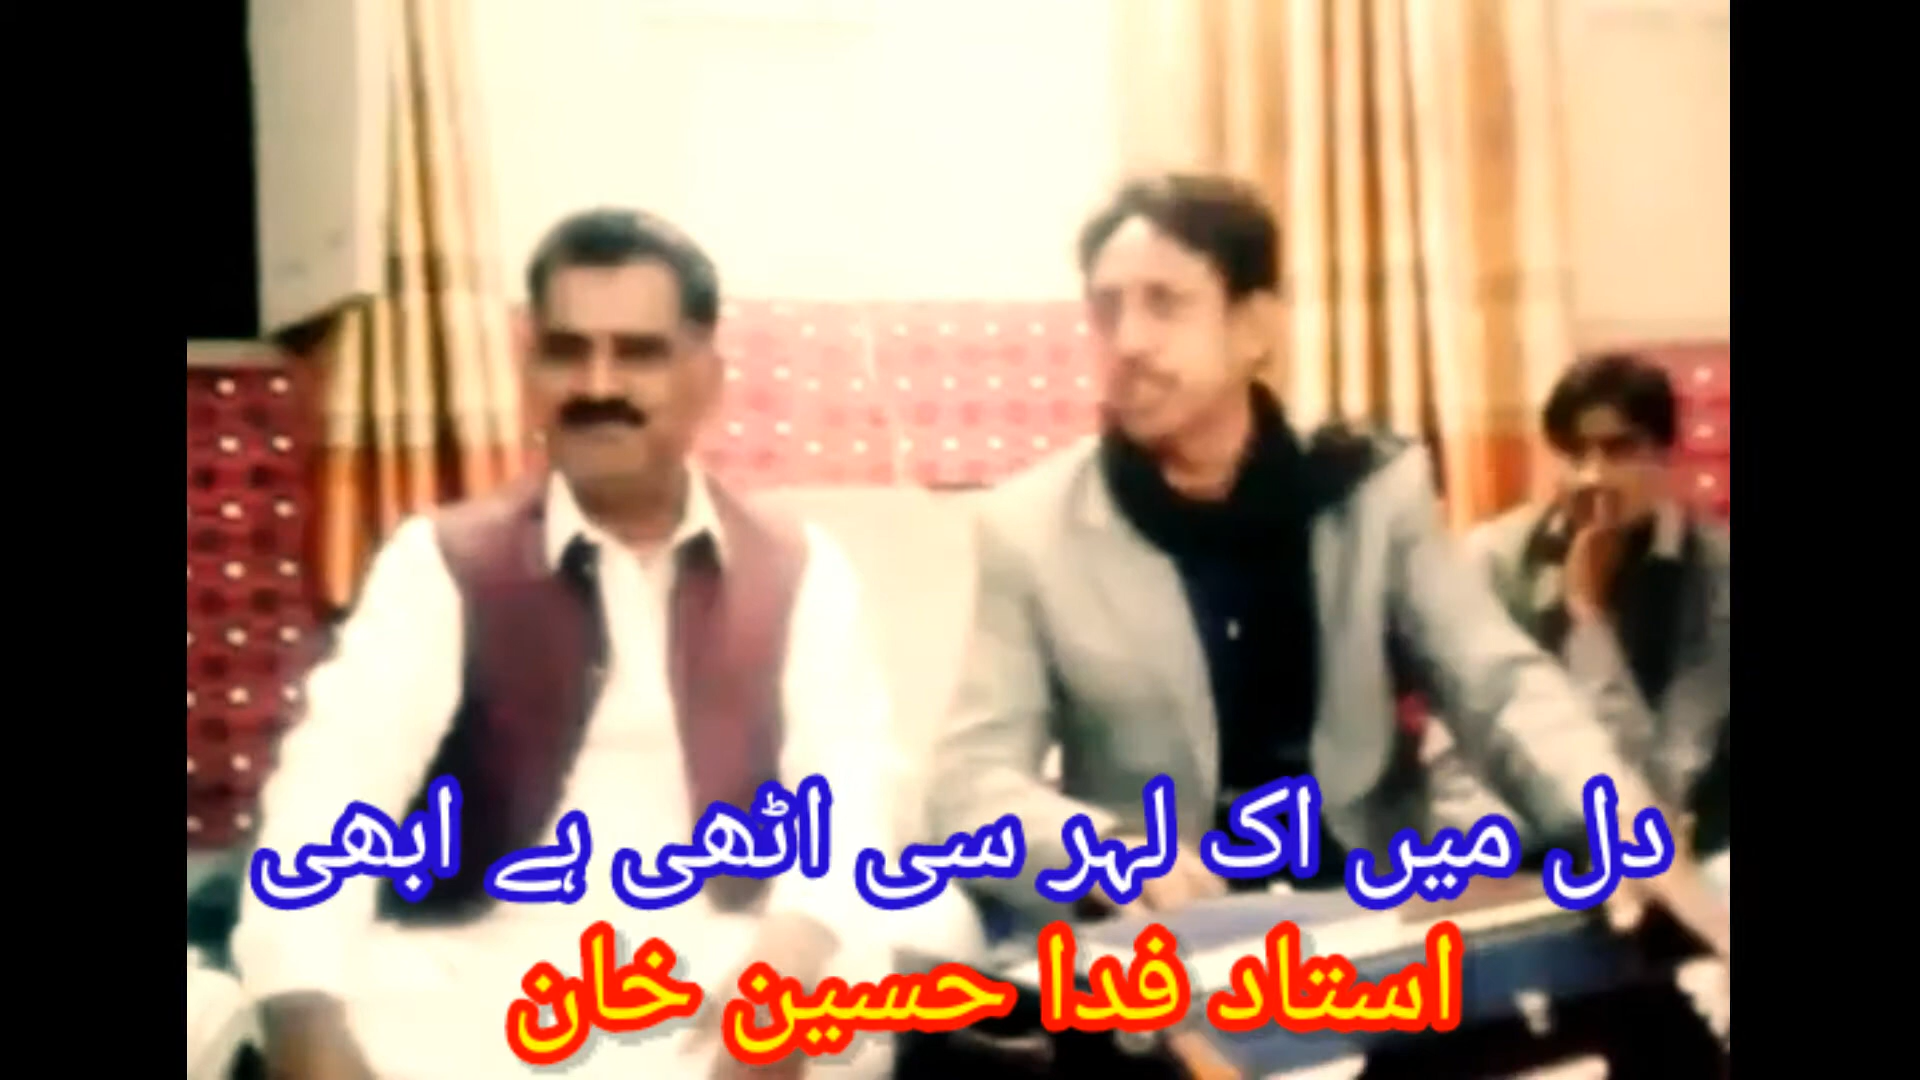 دل میں اک لہر سی اٹھی ہے ابھی
استاد فدا حسین خان